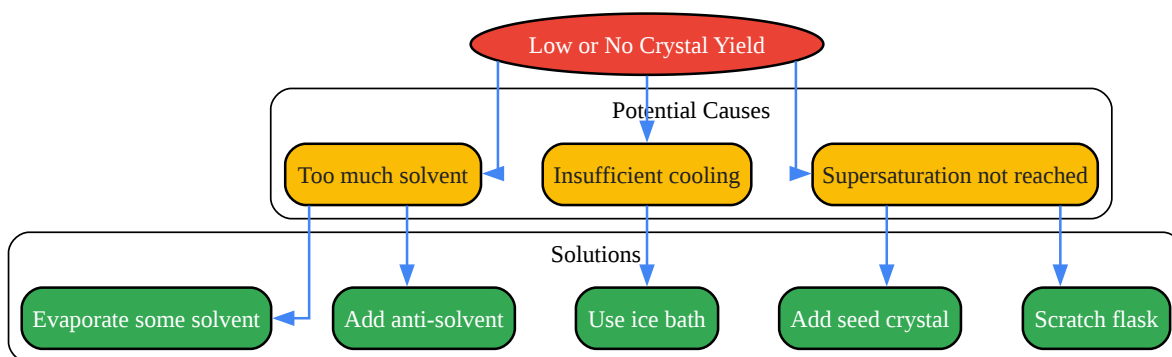 Low or No Crystal Yield
Potential Causes
Too much solvent
Insufficient cooling
Supersaturation not reached
Solutions
Evaporate some solvent
Add anti-solvent
Use ice bath
Add seed crystal
Scratch flask